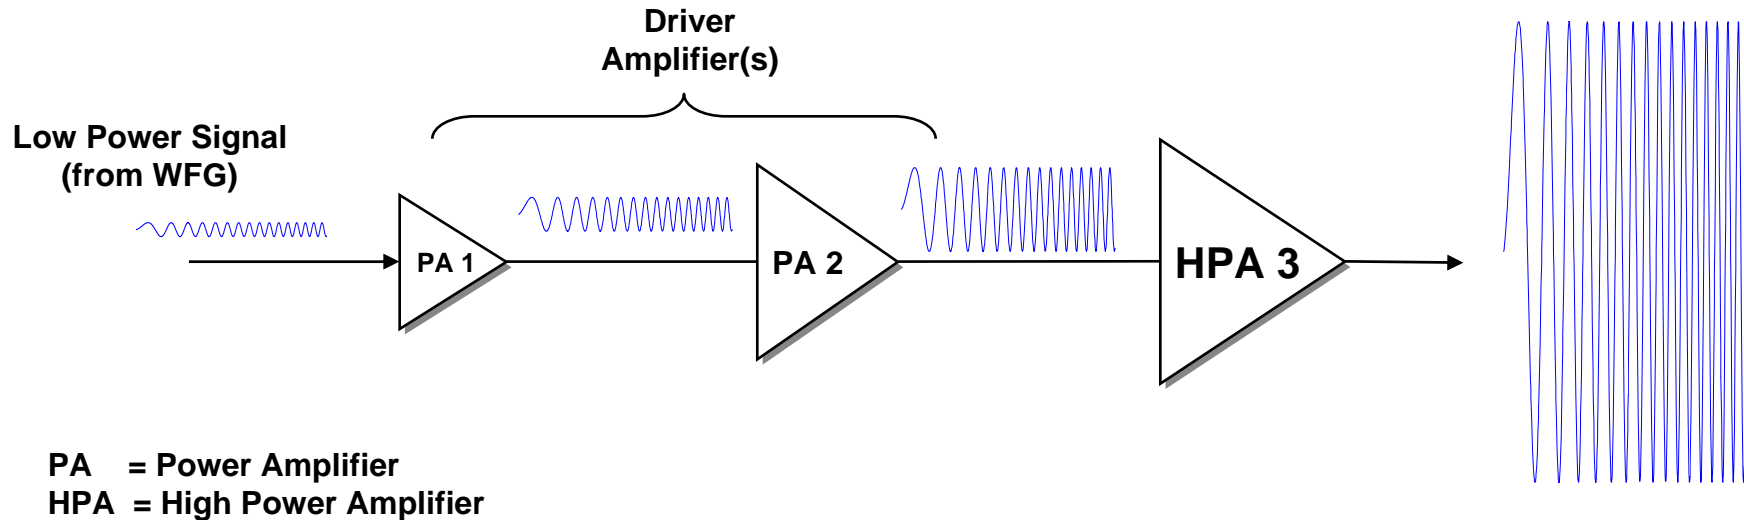 Driver
Amplifier(s)
Low Power Signal
(from WFG)
PA 1
PA 2
HPA 3
PA = Power Amplifier
HPA = High Power Amplifier